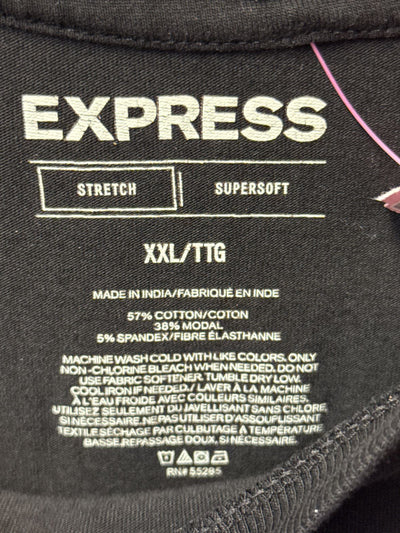 EXPRESS
STRETCH SUPERSOFT
XXL/TTG
MADE IN INDIA/FABRIQUÉ EN INDE
57% COTTON/COTON
38% MODAL
5% SPANDEX/FIBRE ÉLASTHANNE
MACHINE WASH COLD WITH LIKE COLORS. ONLY
NON-CHLORINE BLEACH WHEN NEEDED. DO NOT
USE FABRIC SOFTENER. TUMBLE DRY LOW.
COOL IRON IF NEEDED./ LAVER À LA MACHINE
À L'EAU FROIDE AVEC COULEURS SIMILAIRES.
UTILISEZ SEULEMENT DU JAVELLISANT SANS CHLORE
SI NÉCESSAIRE. NE PAS UTILISER D'ASSOUPLISSANT
TEXTILE SÉCHAGE PAR CULBUTAGE À TEMPÉRATURE
BASSE. REPASSAGE DOUX, SI NÉCESSAIRE.
RN# 55285